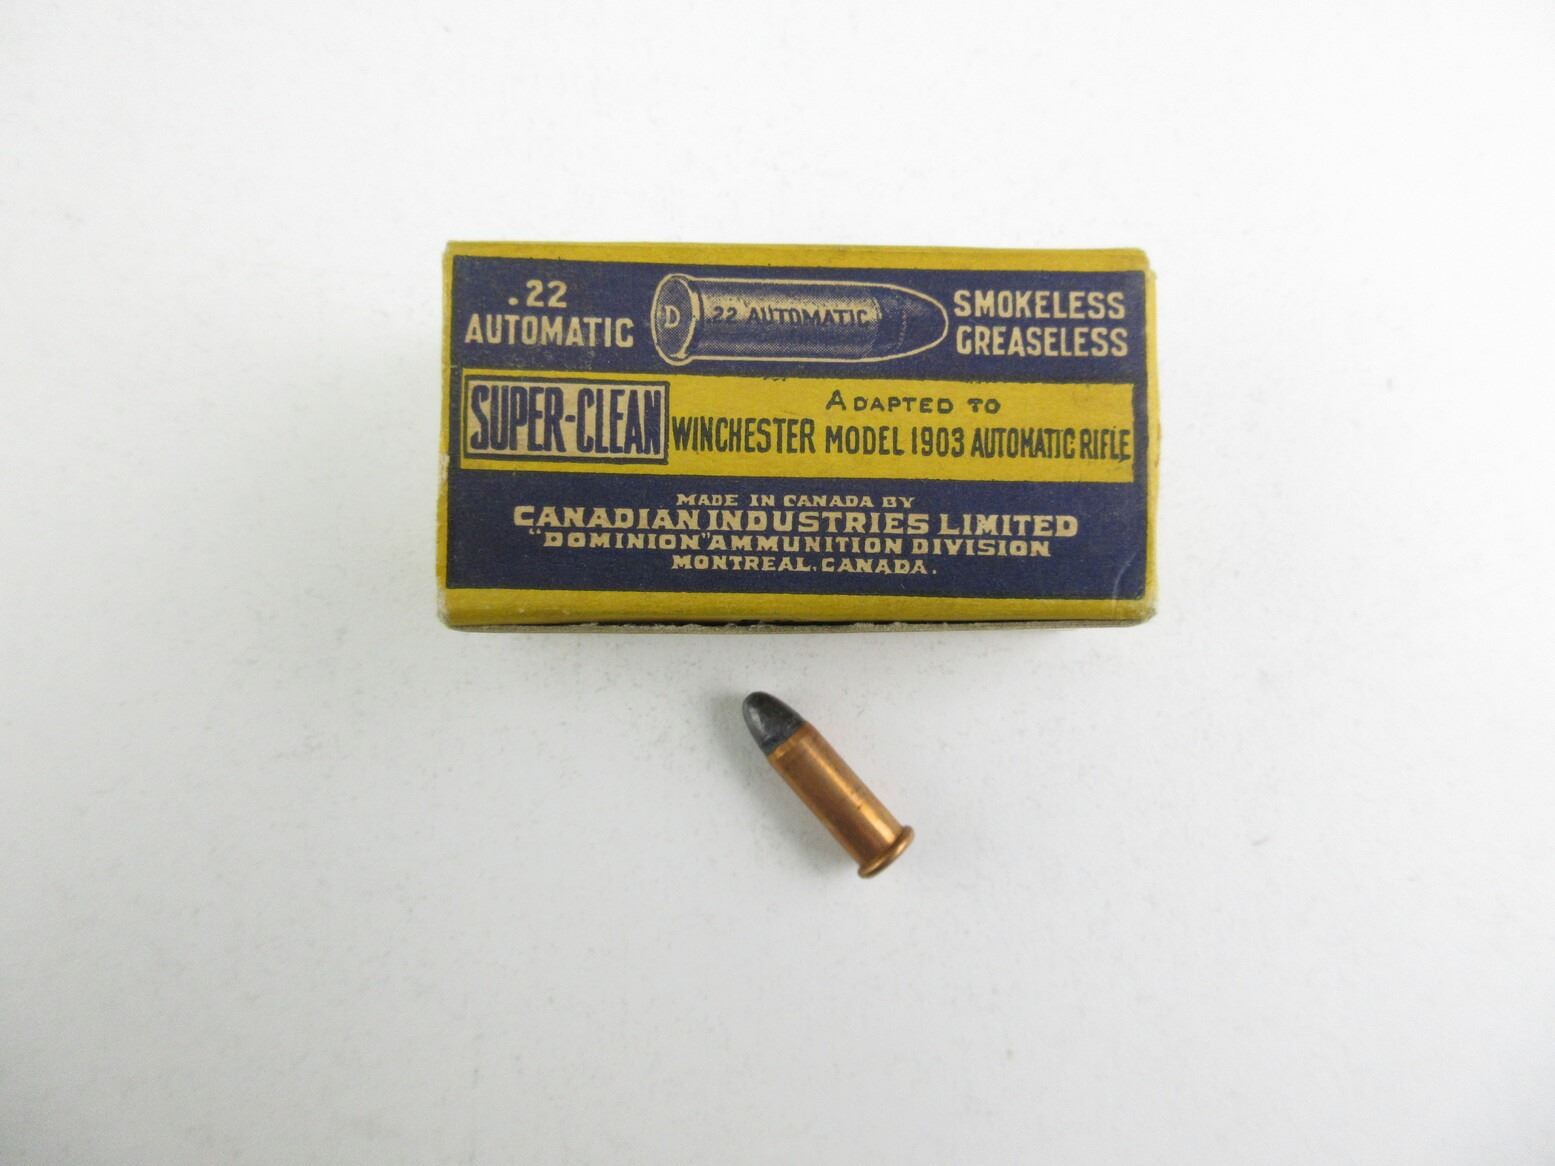 .22
AUTOMATIC
D
.22 AUTOMATIC
SMOKELESS
GREASELESS
SUPER-CLEAN
ADAPTED TO
WINCHESTER MODEL 1903 AUTOMATIC RIFLE
MADE IN CANADA BY
CANADIAN INDUSTRIES LIMITED
"DOMINION" AMMUNITION DIVISION
MONTREAL, CANADA.